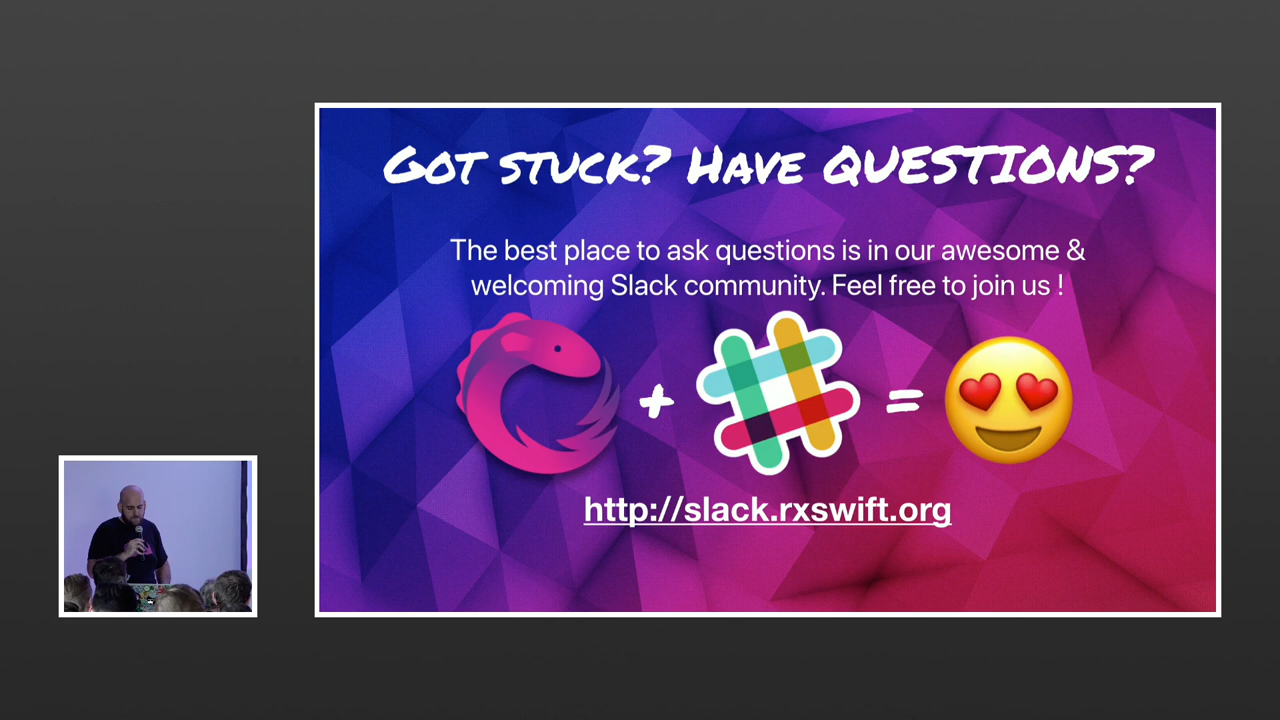 Got stuck? Have QUESTIONS?
The best place to ask questions is in our awesome &
welcoming Slack community. Feel free to join us !
+ =
http://slack.rxswift.org